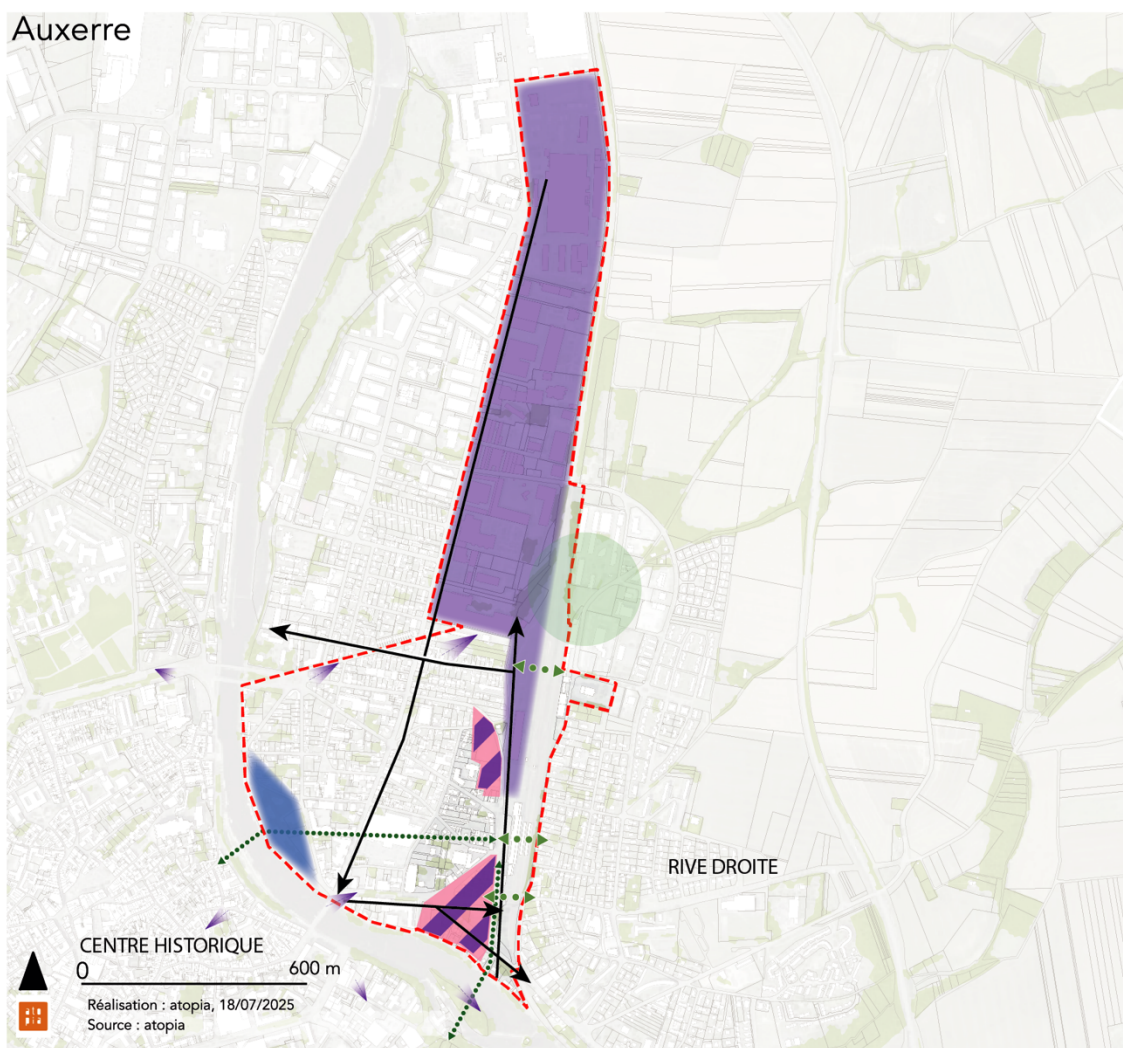 Auxerre
RIVE DROITE
CENTRE HISTORIQUE
0
600 m
Réalisation : atopia, 18/07/2025
Source : atopia